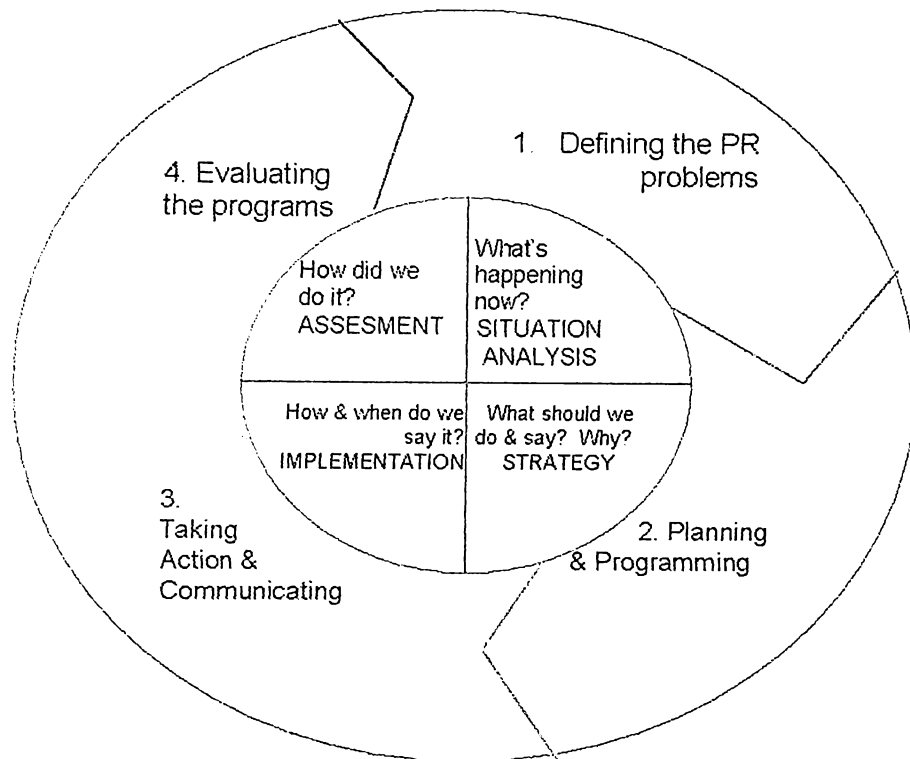 1. Defining the PR
problems
4. Evaluating
the programs
What's
happening
now?
SITUATION
ANALYSIS
How did we
do it?
ASSESMENT
How & when do we
say it?
IMPLEMENTATION
What should we
do & say? Why?
STRATEGY
3.
Taking
Action &
Communicating
2. Planning
& Programming